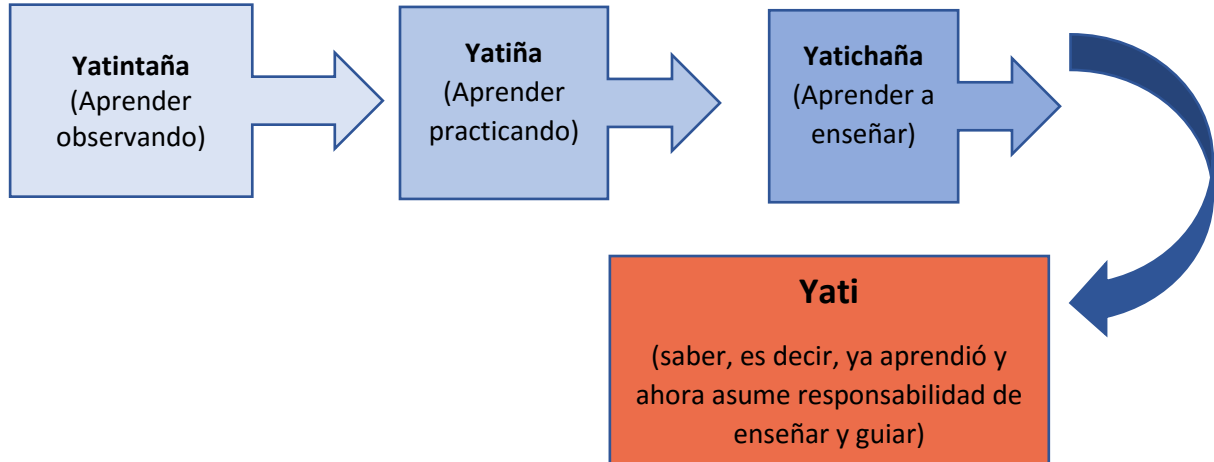 Yatintaña
(Aprender
observando)
Yatiña
(Aprender
practicando)
Yatichaña
(Aprender a
enseñar)
Yati
(saber, es decir, ya aprendió y
ahora asume responsabilidad de
enseñar y guiar)